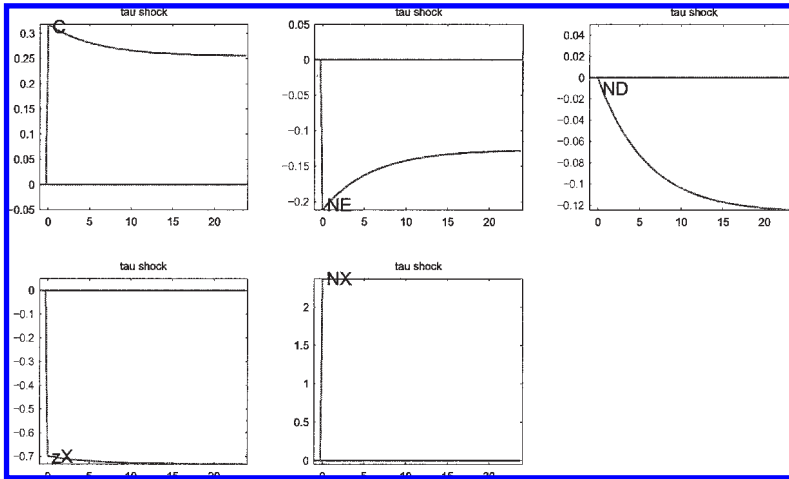 tau shock
C
0.3
0.25
0.2
0.15
0.1
0.05
0
−0.05
0 5 10 15 20
tau shock
0.05
0
−0.05
−0.1
−0.15
−0.2
NE
0 5 10 15 20
tau shock
0.04
0.02
0
ND
−0.02
−0.04
−0.06
−0.08
−0.1
−0.12
0 5 10 15 20
tau shock
0
−0.1
−0.2
−0.3
−0.4
−0.5
−0.6
−0.7
zX
0 5 10 15 20
tau shock
NX
2
1.5
1
0.5
0
0 5 10 15 20